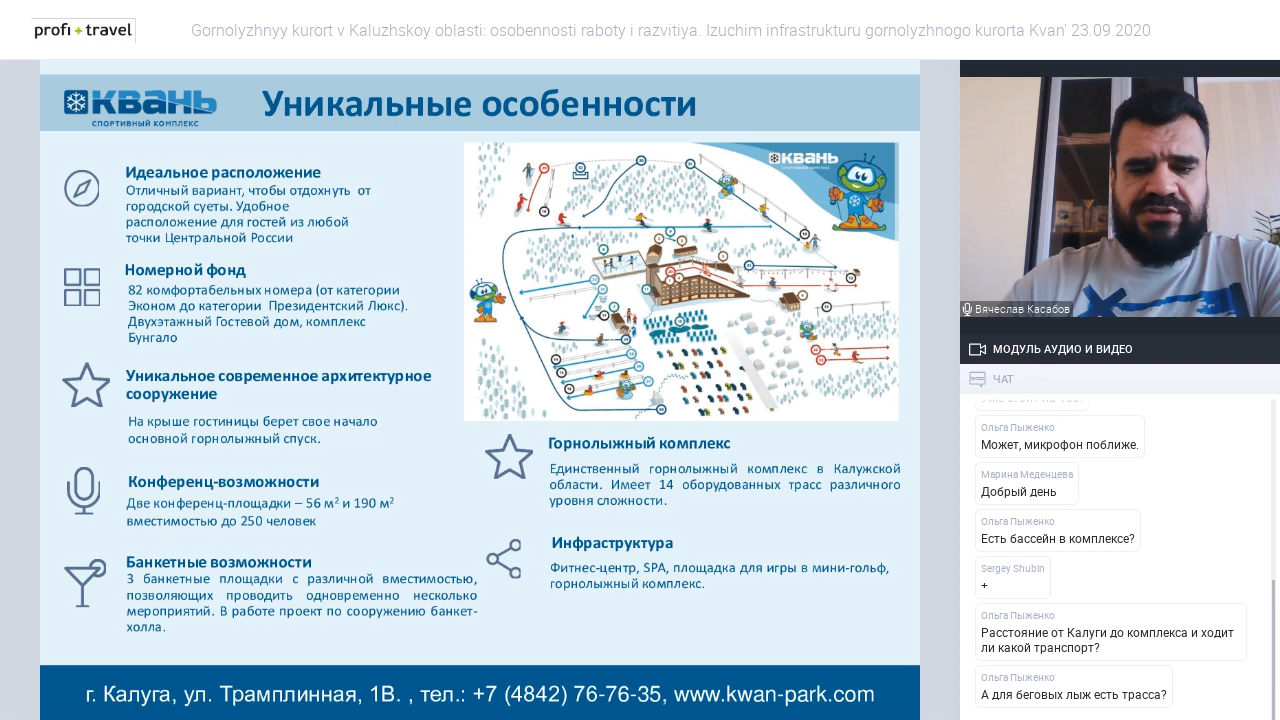 profi + travel
Gornolyzhnyy kurort v Kaluzhskoy oblasti: osobennosti raboty i razvitiya. Izuchim infrastrukturu gornolyzhnogo kurorta Kvan' 23.09.2020
КВАНЬ
СПОРТИВНЫЙ КОМПЛЕКС
Уникальные особенности
Идеальное расположение
Отличный вариант, чтобы отдохнуть от
городской суеты. Удобное
расположение для гостей из любой
точки Центральной России
Номерной фонд
82 комфортабельных номера (от категории
Эконом до категории Президентский Люкс).
Двухэтажный Гостевой дом, комплекс
Бунгало
Уникальное современное архитектурное
сооружение
На крыше гостиницы берет свое начало
основной горнолыжный спуск.
Конференц-возможности
Две конференц-площадки – 56 м² и 190 м²
вместимостью до 250 человек
Банкетные возможности
3 банкетные площадки с различной вместимостью,
позволяющих проводить одновременно несколько
мероприятий. В работе проект по сооружению банкет-
холла.
КВАНЬ
Горнолыжный комплекс
Единственный горнолыжный комплекс в Калужской
области. Имеет 14 оборудованных трасс различного
уровня сложности.
Инфраструктура
Фитнес-центр, SPA, площадка для игры в мини-гольф,
горнолыжный комплекс.
г. Калуга, ул. Трамплинная, 1В. , тел.: +7 (4842) 76-76-35, www.kwan-park.com
Вячеслав Касабов
МОДУЛЬ АУДИО И ВИДЕО
ЧАТ
Ольга Пыженко
Может, микрофон поближе.
Марина Меденцева
Добрый день
Ольга Пыженко
Есть бассейн в комплексе?
Sergey Shubin
+
Ольга Пыженко
Расстояние от Калуги до комплекса и ходит
ли какой транспорт?
Ольга Пыженко
А для беговых лыж есть трасса?